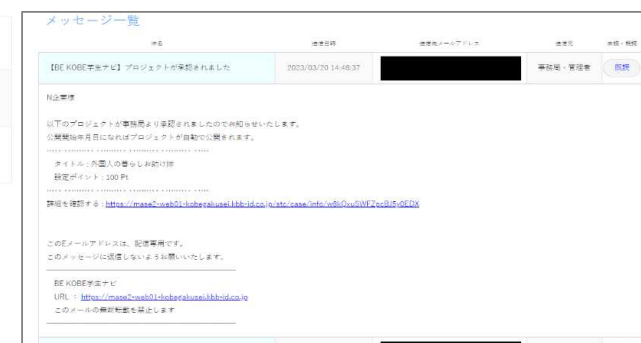 メッセージ一覧
件名 送信日時 送信先メールアドレス 送信元 未読・既読
【BE KOBE学生ナビ】プロジェクトが承認されました 2023/03/20 14:48:37 事務局・管理者 既読
N企業様
以下のプロジェクトが事務局より承認されましたのでお知らせいたします。
公開開始年月日になればプロジェクトが自動で公開されます。
タイトル：外国人の暮らしお助け隊
設定ポイント：100 Pt
詳細を確認する：https://mase2-web01-kobegakusei.kbb-id.co.jp/stc/case/info/w8kQxuSWFZpcBJ5y0EDX
このEメールアドレスは、配信専用です。
このメッセージに返信しないようお願いいたします。
BE KOBE学生ナビ
URL ： https://mase2-web01-kobegakusei.kbb-id.co.jp
このメールの無断転載を禁止します